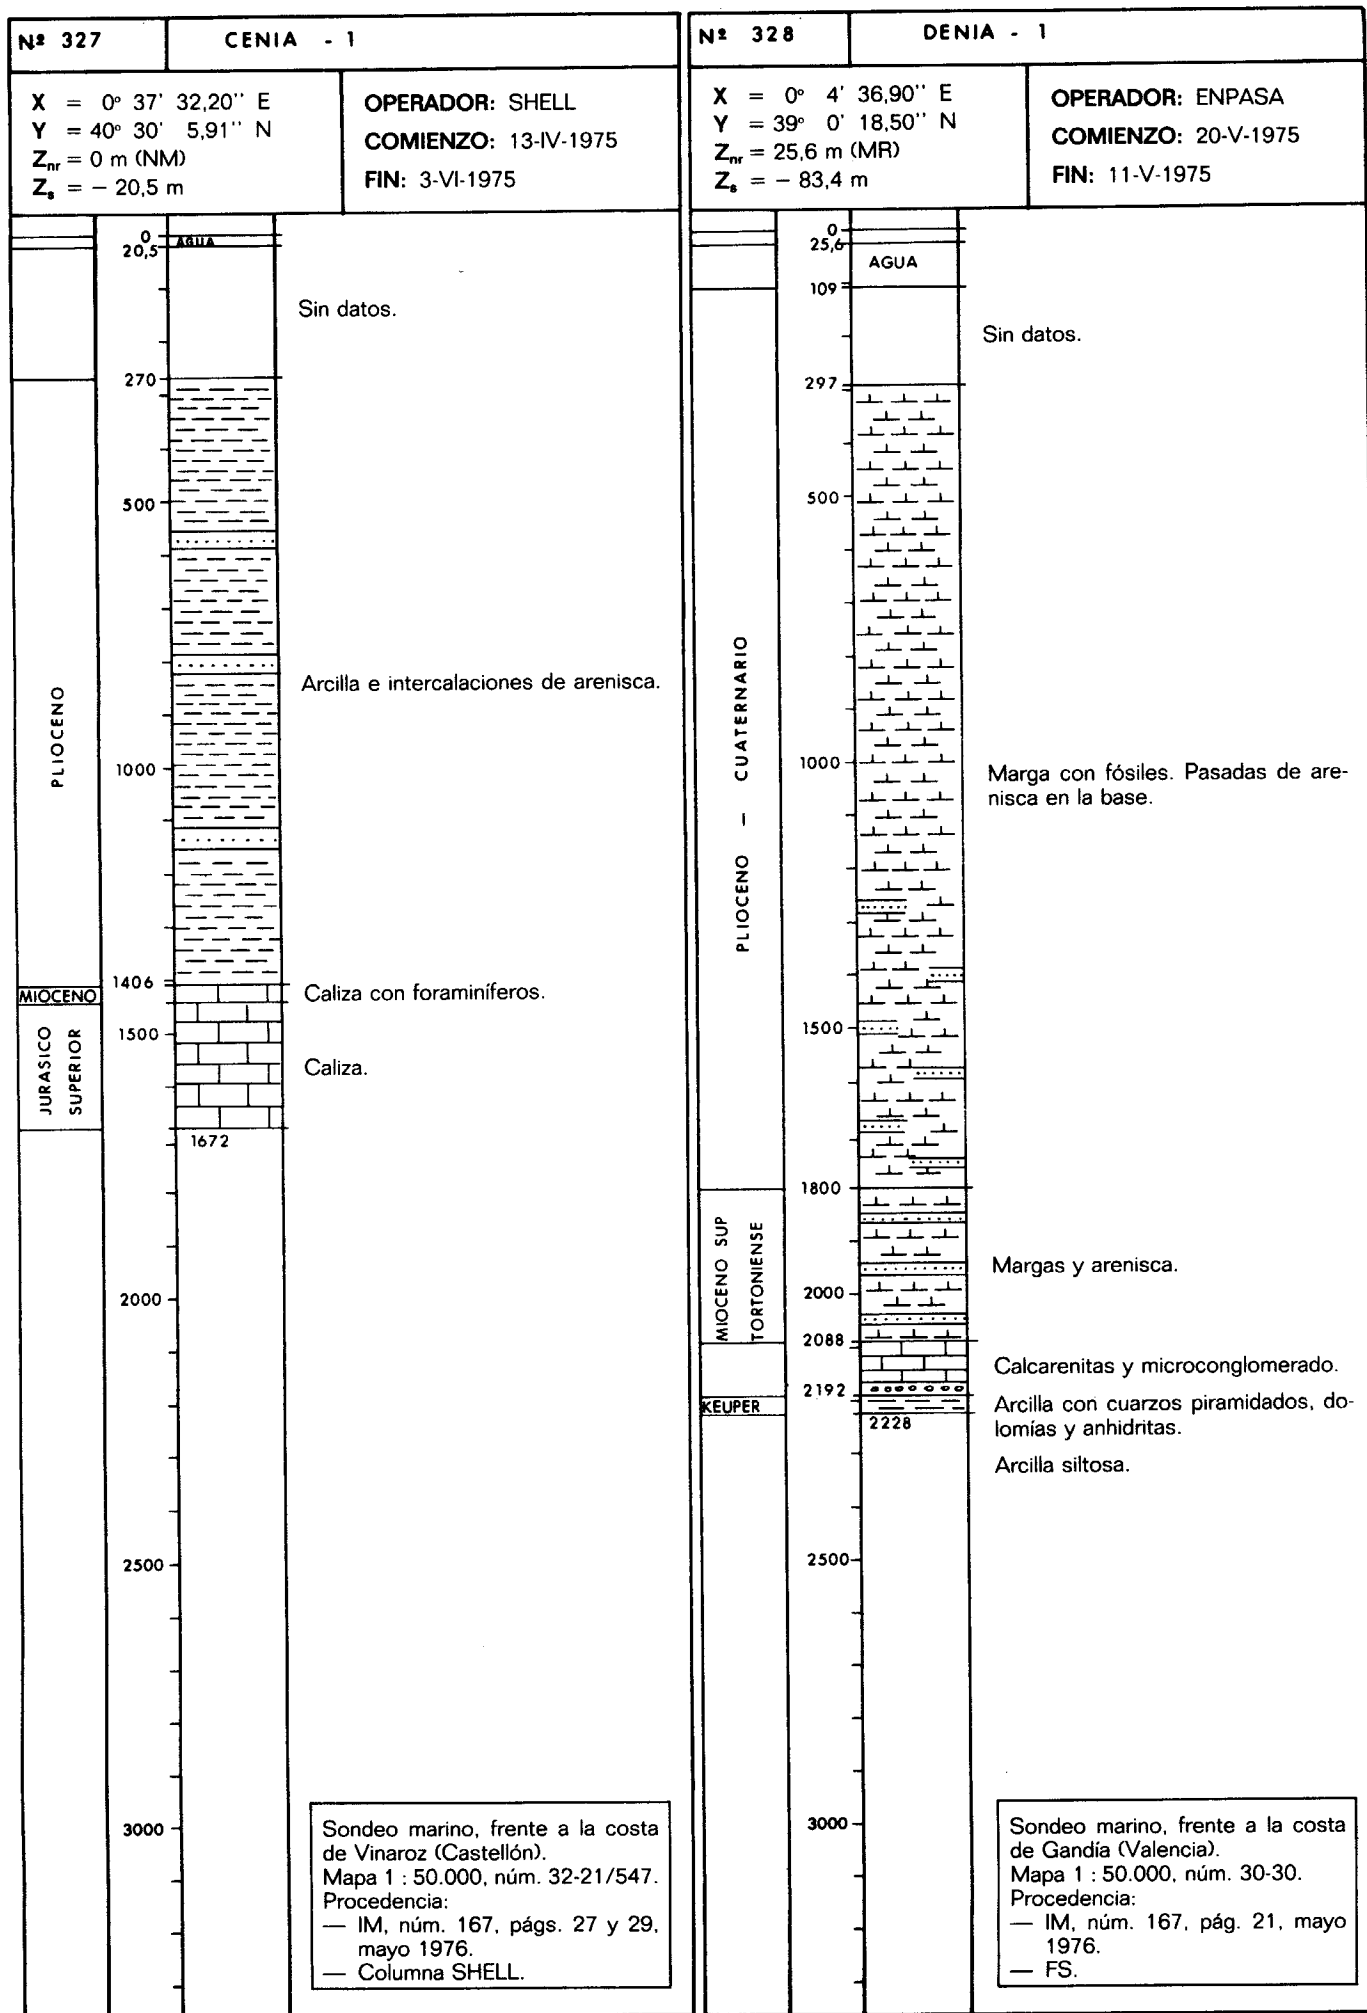 Nº 327
CENIA - 1
X = 0º 37' 32,20'' E
Y = 40º 30' 5,91'' N
Znr = 0 m (NM)
Zs = − 20,5 m
OPERADOR: SHELL
COMIENZO: 13-IV-1975
FIN: 3-VI-1975
0
AGUA
20,5
Sin datos.
270
500
Arcilla e intercalaciones de arenisca.
PLIOCENO
1000
1406
MIOCENO
Caliza con foraminíferos.
1500
JURASICO
SUPERIOR
Caliza.
1672
2000
2500
3000
Sondeo marino, frente a la costa
de Vinaroz (Castellón).
Mapa 1 : 50.000, núm. 32-21/547.
Procedencia:
— IM, núm. 167, págs. 27 y 29,
mayo 1976.
— Columna SHELL.
Nº 328
DENIA - 1
X = 0º 4' 36,90'' E
Y = 39º 0' 18,50'' N
Znr = 25,6 m (MR)
Zs = − 83,4 m
OPERADOR: ENPASA
COMIENZO: 20-V-1975
FIN: 11-V-1975
0
25,6
AGUA
109
Sin datos.
297
500
PLIOCENO — CUATERNARIO
1000
Marga con fósiles. Pasadas de are-
nisca en la base.
1500
1800
MIOCENO SUP
TORTONIENSE
Margas y arenisca.
2000
2088
Calcarenitas y microconglomerado.
2192
KEUPER
Arcilla con cuarzos piramidados, do-
lomías y anhidritas.
2228
Arcilla siltosa.
2500
3000
Sondeo marino, frente a la costa
de Gandía (Valencia).
Mapa 1 : 50.000, núm. 30-30.
Procedencia:
— IM, núm. 167, pág. 21, mayo
1976.
— FS.